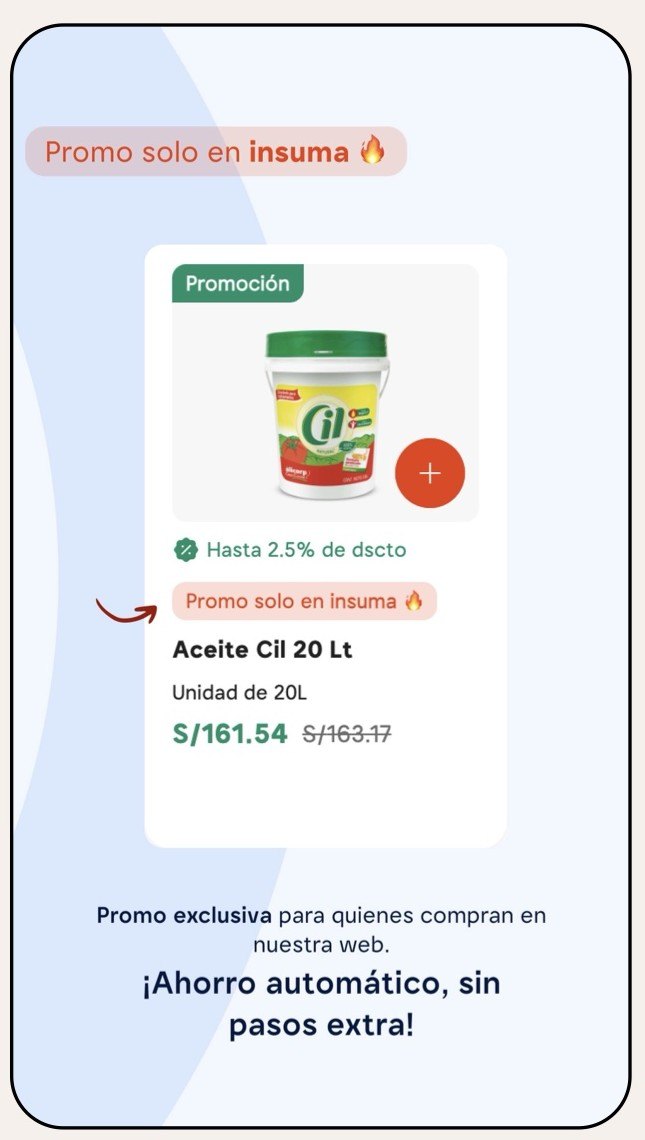 Promo solo en insuma 🔥
Promoción
Cil
alicorp
Hasta 2.5% de dscto
Promo solo en insuma 🔥
Aceite Cil 20 Lt
Unidad de 20L
S/161.54 S/163.17
Promo exclusiva para quienes compran en
nuestra web.
¡Ahorro automático, sin
pasos extra!